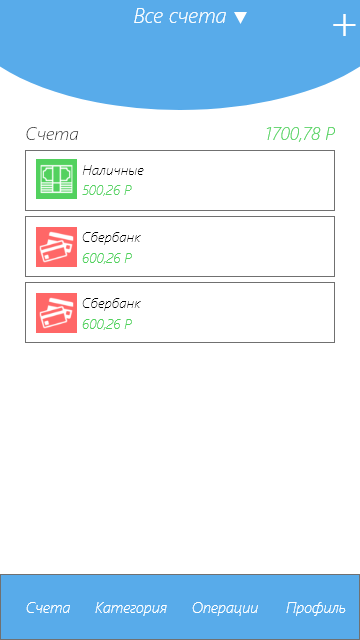 Все счета ▼
+
Счета 1700,78 Р
Наличные
500,26 Р
Сбербанк
600,26 Р
Сбербанк
600,26 Р
Счета Категория Операции Профиль